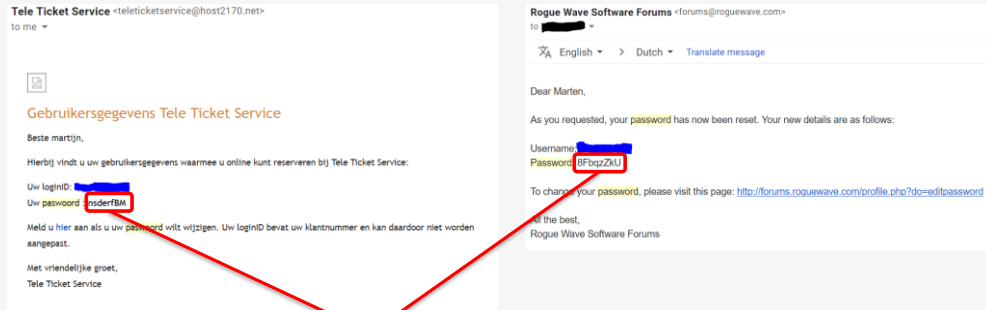 Tele Ticket Service <teleticketservice@host2170.net>
to me
Gebruikersgegevens Tele Ticket Service
Beste martijn,
Hierbij vindt u uw gebruikersgegevens waarmee u online kunt reserveren bij Tele Ticket Service:
Uw loginID:
Uw paswoord : nsderfBM
Meld u hier aan als u uw paswoord wilt wijzigen. Uw loginID bevat uw klantnummer en kan daardoor niet worden
aangepast.
Met vriendelijke groet,
Tele Ticket Service
Rogue Wave Software Forums <forums@roguewave.com>
to
English > Dutch Translate message
Dear Marten,
As you requested, your password has now been reset. Your new details are as follows:
Username:
Password: 8FbqzZkU
To change your password, please visit this page: http://forums.roguewave.com/profile.php?do=editpassword
All the best,
Rogue Wave Software Forums